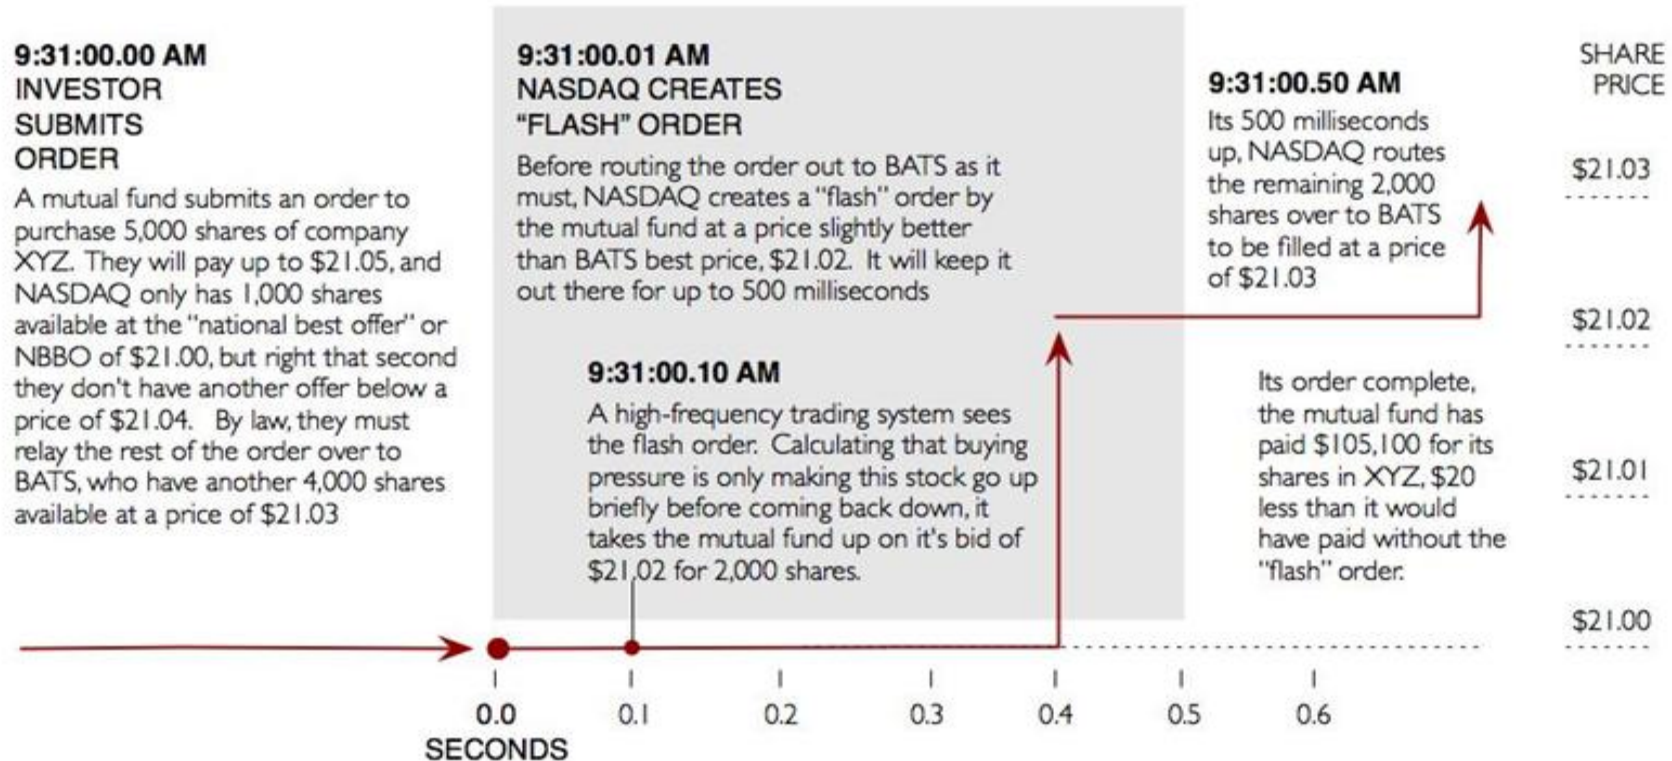 9:31:00.00 AM
INVESTOR
SUBMITS
ORDER
A mutual fund submits an order to
purchase 5,000 shares of company
XYZ. They will pay up to $21.05, and
NASDAQ only has 1,000 shares
available at the "national best offer" or
NBBO of $21.00, but right that second
they don't have another offer below a
price of $21.04. By law, they must
relay the rest of the order over to
BATS, who have another 4,000 shares
available at a price of $21.03
9:31:00.01 AM
NASDAQ CREATES
"FLASH" ORDER
Before routing the order out to BATS as it
must, NASDAQ creates a "flash" order by
the mutual fund at a price slightly better
than BATS best price, $21.02. It will keep it
out there for up to 500 milliseconds
9:31:00.10 AM
A high-frequency trading system sees
the flash order. Calculating that buying
pressure is only making this stock go up
briefly before coming back down, it
takes the mutual fund up on it's bid of
$21.02 for 2,000 shares.
9:31:00.50 AM
Its 500 milliseconds
up, NASDAQ routes
the remaining 2,000
shares over to BATS
to be filled at a price
of $21.03
Its order complete,
the mutual fund has
paid $105,100 for its
shares in XYZ, $20
less than it would
have paid without the
"flash" order.
SHARE
PRICE
$21.03
$21.02
$21.01
$21.00
0.0 0.1 0.2 0.3 0.4 0.5 0.6
SECONDS